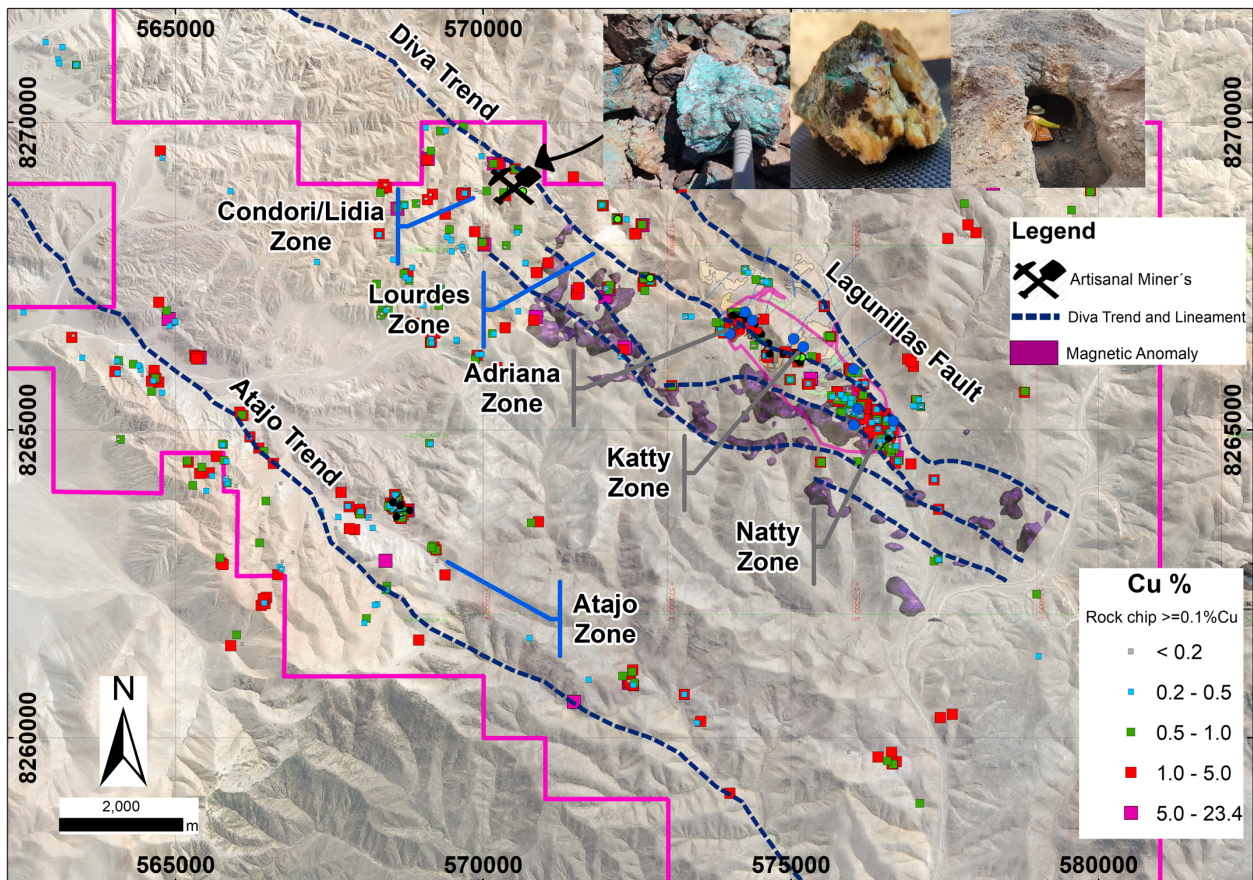 565000
570000
8270000
8270000
Diva Trend
Condori/Lidia
Zone
Lourdes
Zone
Adriana
Zone
Lagunillas Fault
Legend
Artisanal Miner´s
Diva Trend and Lineament
Magnetic Anomaly
8265000
8265000
Atajo Trend
Katty
Zone
Natty
Zone
Atajo
Zone
Cu %
Rock chip >=0.1%Cu
< 0.2
0.2 - 0.5
0.5 - 1.0
1.0 - 5.0
5.0 - 23.4
8260000
N
2,000
m
565000
570000
575000
580000